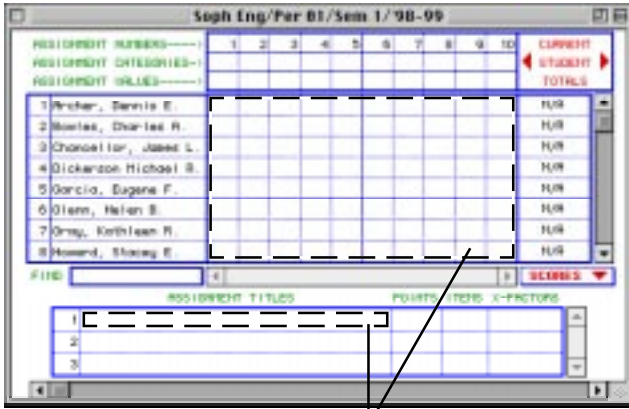 Soph Eng/Per 01/Sem 1/'98-99
ASSIGNMENT NUMBERS-----> 1 2 3 4 5 6 7 8 9 10 CURRENT
ASSIGNMENT CATEGORIES-> STUDENT
ASSIGNMENT VALUES-----> TOTALS
1 Archer, Dennis E. N/A
2 Bowles, Charles R. N/A
3 Chancellor, James L. N/A
4 Dickerson Michael B. N/A
5 Garcia, Eugene F. N/A
6 Glenn, Helen B. N/A
7 Gray, Kathleen R. N/A
8 Howard, Stacey E. N/A
FIND SCORES
ASSIGNMENT TITLES POINTS ITEMS X-FACTORS
1
2
3